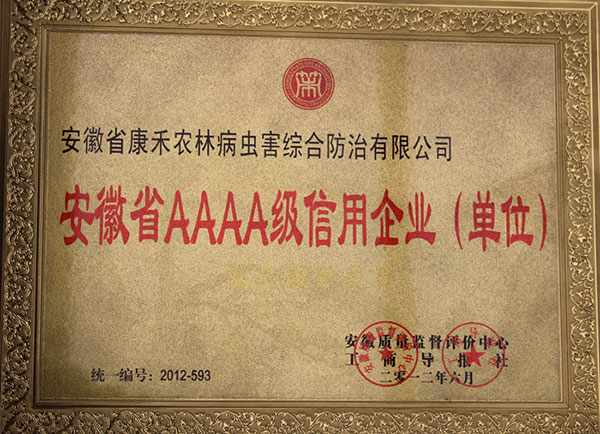 安徽省康禾农林病虫害综合防治有限公司
安徽省AAAA级信用企业（单位）
安徽质量监督评价中心
工商导报社
二零一二年六月
统一编号：2012-593